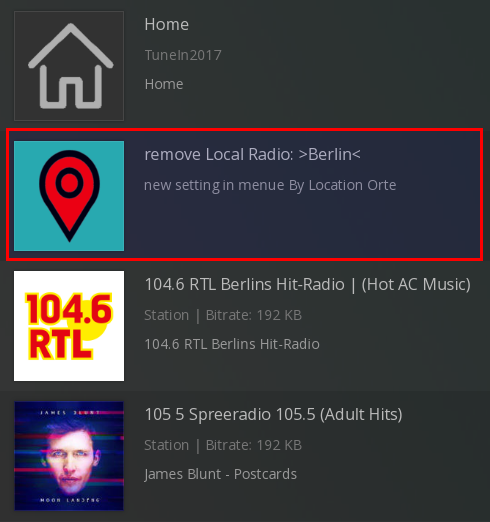 Home
TuneIn2017
Home
remove Local Radio: >Berlin<
new setting in menue By Location Orte
104.6
RTL
104.6 RTL Berlins Hit-Radio | (Hot AC Music)
Station | Bitrate: 192 KB
104.6 RTL Berlins Hit-Radio
JAMES BLUNT
MOON LANDING
105 5 Spreeradio 105.5 (Adult Hits)
Station | Bitrate: 192 KB
James Blunt - Postcards